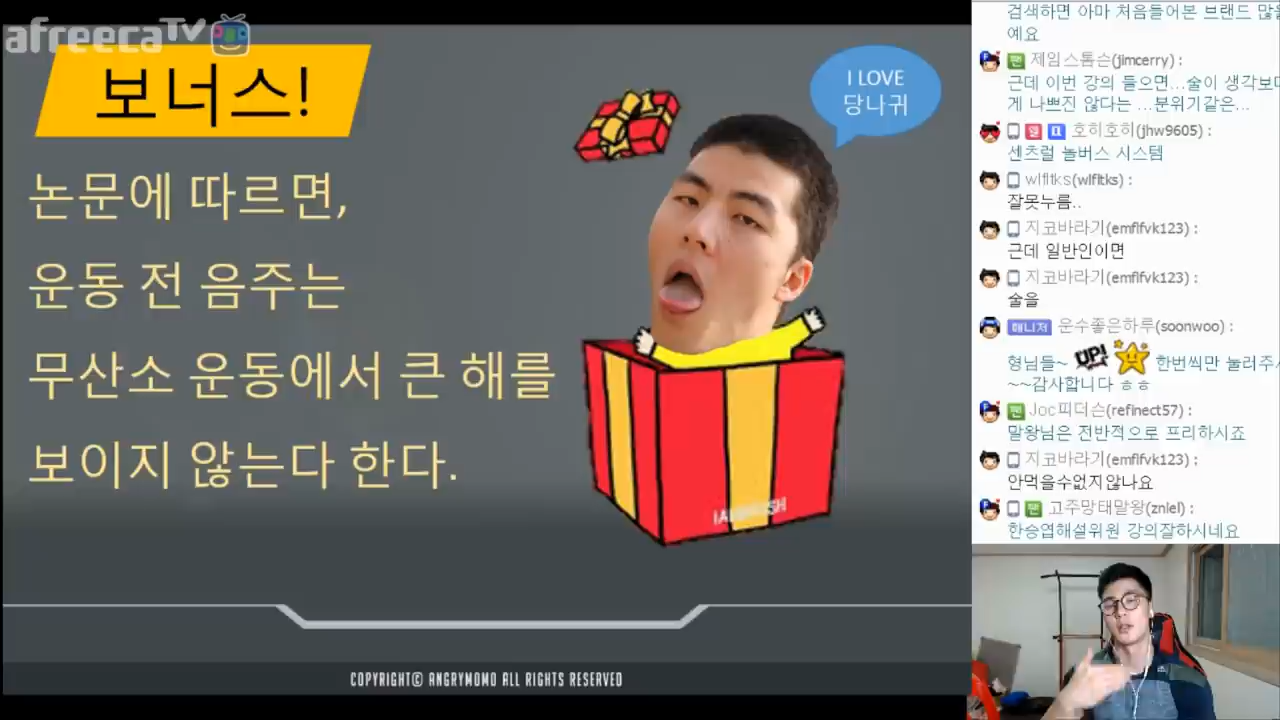 afreecaTV
보너스!
I LOVE
당나귀
논문에 따르면,
운동 전 음주는
무산소 운동에서 큰 해를
보이지 않는다 한다.
COPYRIGHT© ANGRYMOMO ALL RIGHTS RESERVED
검색하면 아마 처음들어본 브랜드 많을
예요
팬 제임스톰슨(jimcerry) :
근데 이번 강의 들으면...술이 생각보다
게 나쁘진 않다는 ...분위기같은...
열 호히호히(jhw9605) :
센츠럴 놀버스 시스템
wlfltks(wlfltks) :
잘못누름..
지코바라기(emflfvk123) :
근데 일반인이면
지코바라기(emflfvk123) :
술을
매니저 운수좋은하루(soonwoo) :
형님들~ UP! 한번씩만 눌러주시
~~감사합니다 ㅎㅎ
팬 Joc피더슨(refinect57) :
말왕님은 전반적으로 프리하시죠
지코바라기(emflfvk123) :
안먹을수없지않나요
팬 고주망태말왕(zniel) :
한승엽해설위원 강의잘하시네요